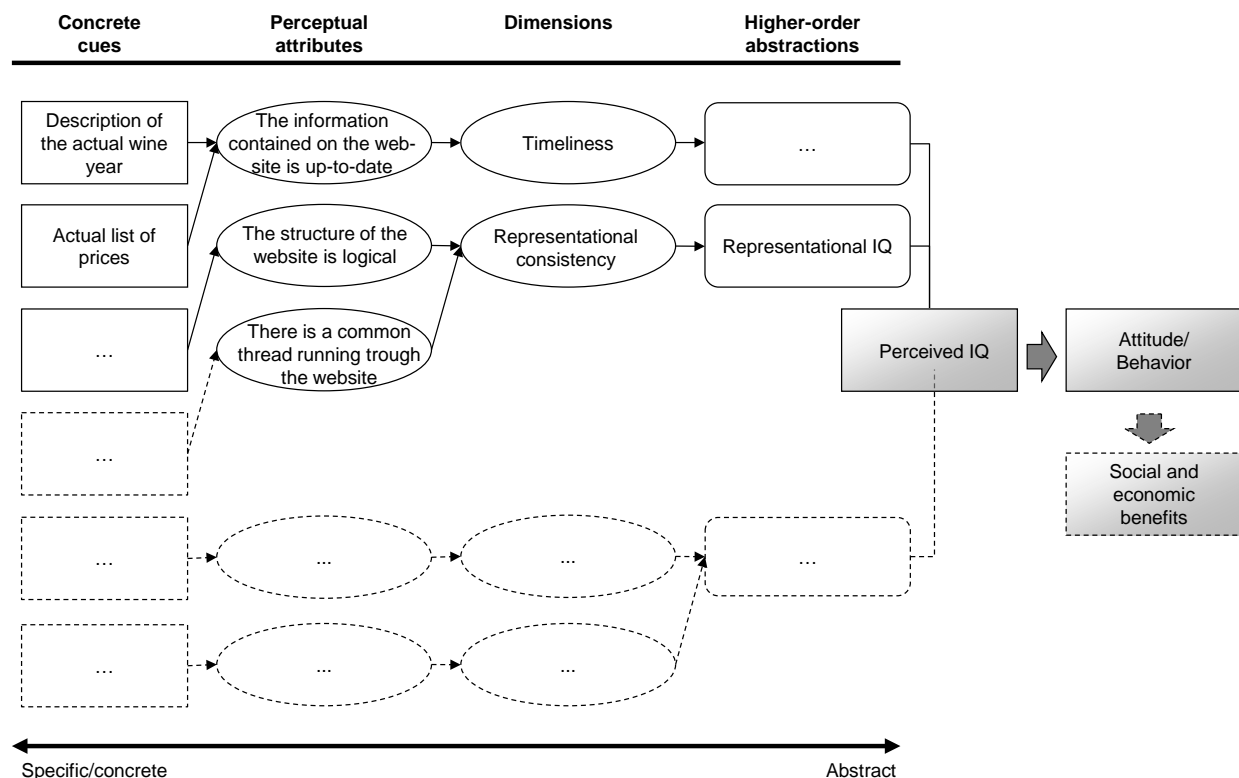 Concrete
cues
Perceptual
attributes
Dimensions
Higher-order
abstractions
Description of
the actual wine
year
The information
contained on the web-
site is up-to-date
Timeliness
…
Actual list of
prices
The structure of the
website is logical
Representational
consistency
Representational IQ
…
There is a common
thread running trough
the website
Perceived IQ
Attitude/
Behavior
…
Social and
economic
benefits
…
...
...
…
…
...
...
Specific/concrete
Abstract